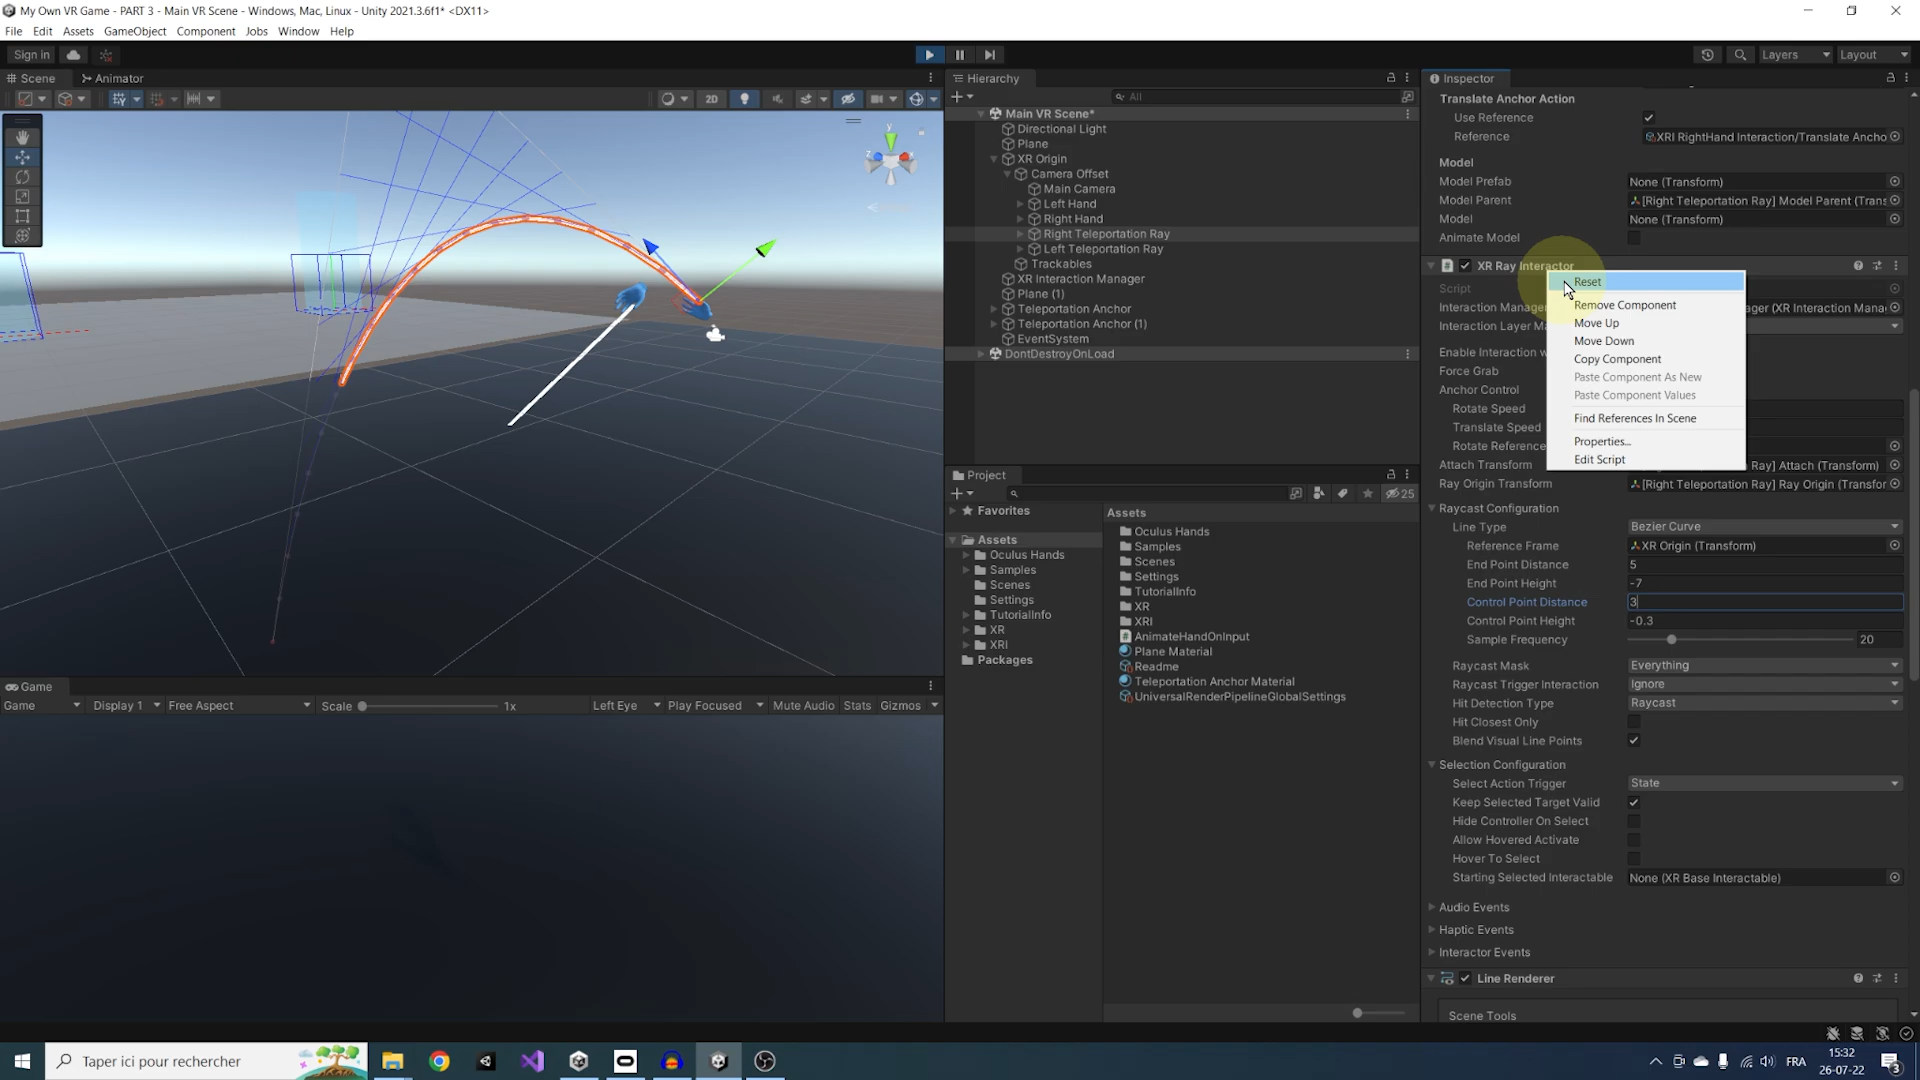 My Own VR Game - PART 3 - Main VR Scene - Windows, Mac, Linux - Unity 2021.3.6f1* <DX11>
File Edit Assets GameObject Component Jobs Window Help
Sign in
Layers
Layout
Scene
Animator
2D
y
Game
Game
Display 1
Free Aspect
Scale
1x
Left Eye
Play Focused
Mute Audio
Stats
Gizmos
Hierarchy
All
Main VR Scene*
Directional Light
Plane
XR Origin
Camera Offset
Main Camera
Left Hand
Right Hand
Right Teleportation Ray
Left Teleportation Ray
Trackables
XR Interaction Manager
Plane (1)
Teleportation Anchor
Teleportation Anchor (1)
EventSystem
DontDestroyOnLoad
Project
25
Favorites
Assets
Oculus Hands
Samples
Scenes
Settings
TutorialInfo
XR
XRI
Packages
Assets
Oculus Hands
Samples
Scenes
Settings
TutorialInfo
XR
XRI
AnimateHandOnInput
Plane Material
Readme
Teleportation Anchor Material
UniversalRenderPipelineGlobalSettings
Inspector
Translate Anchor Action
Use Reference
Reference XRI RightHand Interaction/Translate Ancho
Model
Model Prefab None (Transform)
Model Parent [Right Teleportation Ray] Model Parent (Trans
Model None (Transform)
Animate Model
XR Ray Interactor
Script
Interaction Manager ager (XR Interaction Mana
Interaction Layer Ma
Enable Interaction w
Force Grab
Anchor Control
Rotate Speed
Translate Speed
Rotate Reference
Attach Transform Ray] Attach (Transform)
Ray Origin Transform [Right Teleportation Ray] Ray Origin (Transfor
Reset
Remove Component
Move Up
Move Down
Copy Component
Paste Component As New
Paste Component Values
Find References In Scene
Properties...
Edit Script
Raycast Configuration
Line Type Bezier Curve
Reference Frame XR Origin (Transform)
End Point Distance 5
End Point Height -7
Control Point Distance 3
Control Point Height -0.3
Sample Frequency 20
Raycast Mask Everything
Raycast Trigger Interaction Ignore
Hit Detection Type Raycast
Hit Closest Only
Blend Visual Line Points
Selection Configuration
Select Action Trigger State
Keep Selected Target Valid
Hide Controller On Select
Allow Hovered Activate
Hover To Select
Starting Selected Interactable None (XR Base Interactable)
Audio Events
Haptic Events
Interactor Events
Line Renderer
Scene Tools
Taper ici pour rechercher
FRA
15:32
26-07-22
3